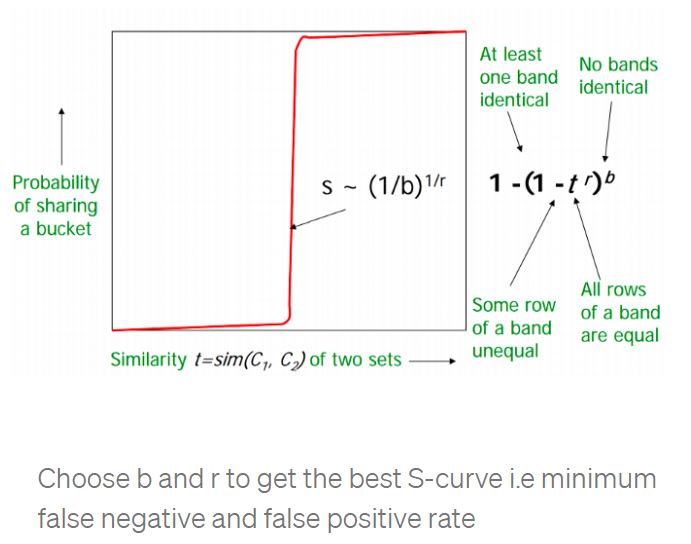 At least
one band
identical
No bands
identical
Probability
of sharing
a bucket
s ~ (1/b)^1/r
1 -(1 -t^r)^b
Some row
of a band
unequal
All rows
of a band
are equal
Similarity t=sim(C₁, C₂) of two sets
Choose b and r to get the best S-curve i.e minimum
false negative and false positive rate